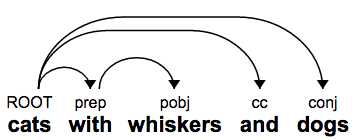 ROOT prep pobj cc conj
cats with whiskers and dogs